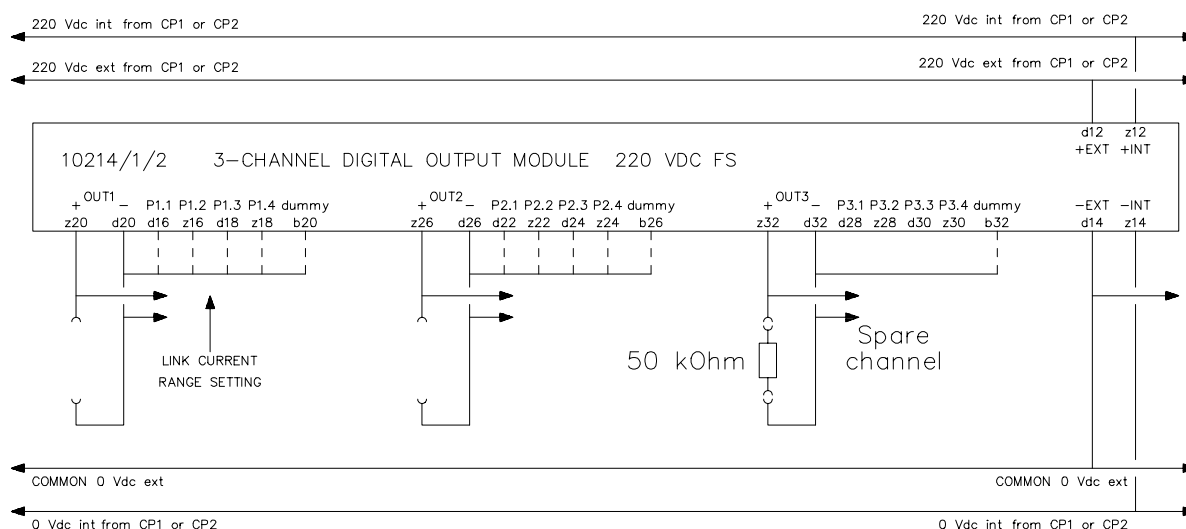 220 Vdc int from CP1 or CP2 220 Vdc int from CP1 or CP2
220 Vdc ext from CP1 or CP2 220 Vdc ext from CP1 or CP2
d12 z12
10214/1/2 3-CHANNEL DIGITAL OUTPUT MODULE 220 VDC FS +EXT +INT
+ OUT1 - P1.1 P1.2 P1.3 P1.4 dummy + OUT2 - P2.1 P2.2 P2.3 P2.4 dummy + OUT3 - P3.1 P3.2 P3.3 P3.4 dummy -EXT -INT
z20 d20 d16 z16 d18 z18 b20 z26 d26 d22 z22 d24 z24 b26 z32 d32 d28 z28 d30 z30 b32 d14 z14
LINK CURRENT
RANGE SETTING
50 kOhm
Spare
channel
COMMON 0 Vdc ext COMMON 0 Vdc ext
0 Vdc int from CP1 or CP2 0 Vdc int from CP1 or CP2